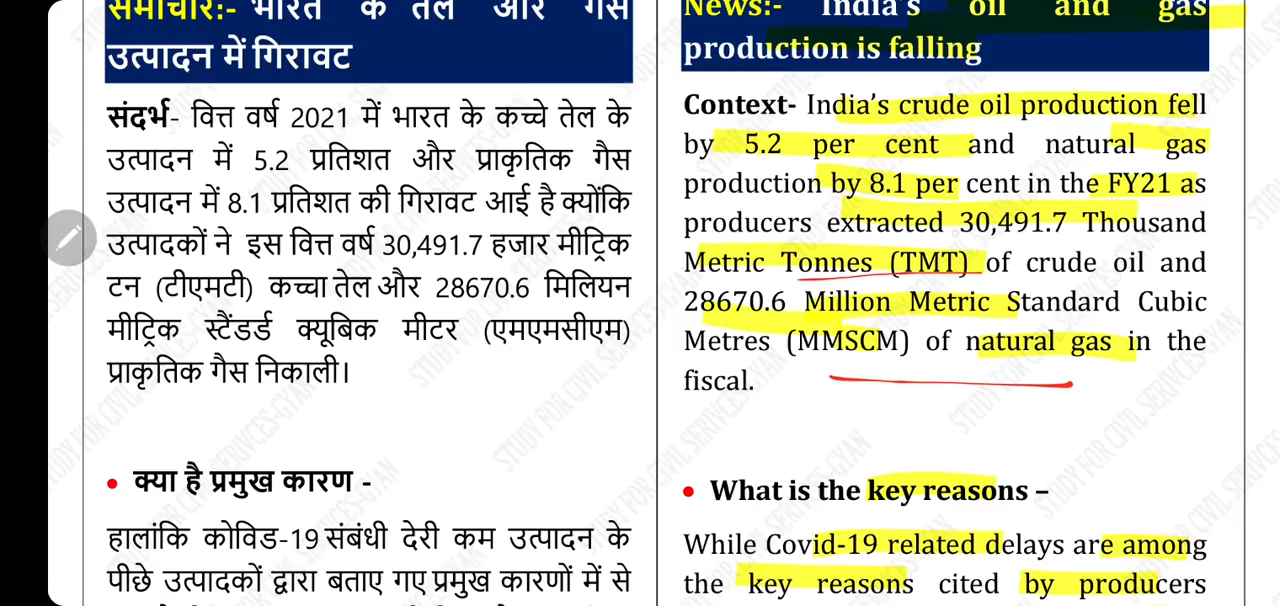 समाचार:- भारत के तेल और गैस
उत्पादन में गिरावट
संदर्भ- वित्त वर्ष 2021 में भारत के कच्चे तेल के
उत्पादन में 5.2 प्रतिशत और प्राकृतिक गैस
उत्पादन में 8.1 प्रतिशत की गिरावट आई है क्योंकि
उत्पादकों ने इस वित्त वर्ष 30,491.7 हजार मीट्रिक
टन (टीएमटी) कच्चा तेल और 28670.6 मिलियन
मीट्रिक स्टैंडर्ड क्यूबिक मीटर (एमएमसीएम)
प्राकृतिक गैस निकाली।
• क्या है प्रमुख कारण -
हालांकि कोविड-19 संबंधी देरी कम उत्पादन के
पीछे उत्पादकों द्वारा बताए गए प्रमुख कारणों में से
News:- India's oil and gas
production is falling
Context- India's crude oil production fell
by 5.2 per cent and natural gas
production by 8.1 per cent in the FY21 as
producers extracted 30,491.7 Thousand
Metric Tonnes (TMT) of crude oil and
28670.6 Million Metric Standard Cubic
Metres (MMSCM) of natural gas in the
fiscal.
• What is the key reasons –
While Covid-19 related delays are among
the key reasons cited by producers
STUDY FOR CIVIL SERIVCES-GYAN